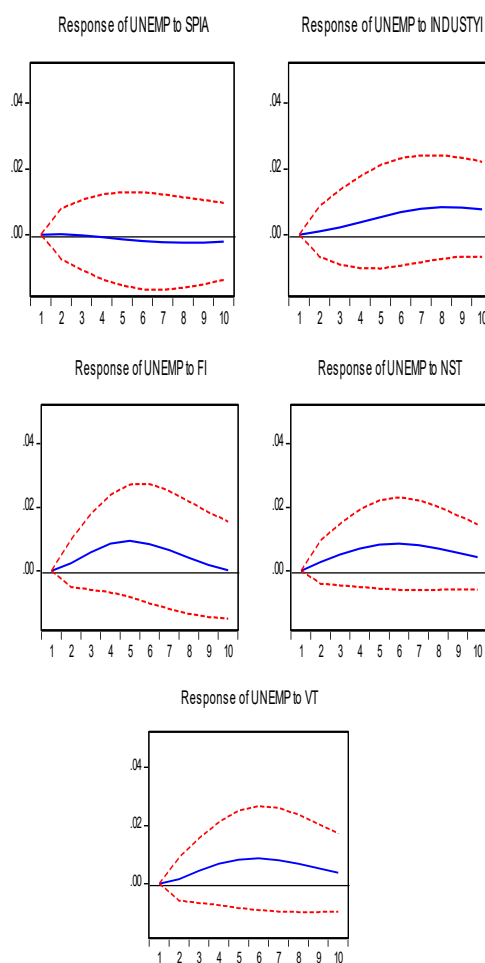 Response of UNEMP to SPIA
.04
.02
.00
1 2 3 4 5 6 7 8 9 10
Response of UNEMP to INDUSTYI
.04
.02
.00
1 2 3 4 5 6 7 8 9 10
Response of UNEMP to FI
.04
.02
.00
1 2 3 4 5 6 7 8 9 10
Response of UNEMP to NST
.04
.02
.00
1 2 3 4 5 6 7 8 9 10
Response of UNEMP to VT
.04
.02
.00
1 2 3 4 5 6 7 8 9 10